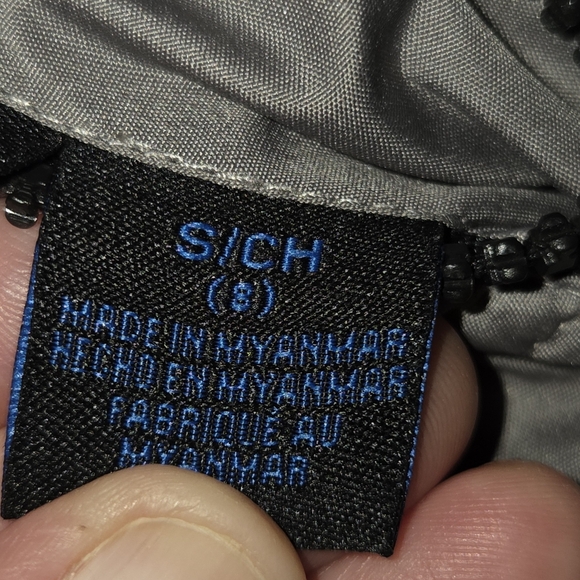 S/CH
(8)
MADE IN MYANMAR
HECHO EN MYANMAR
FABRIQUÉ AU
MYANMAR